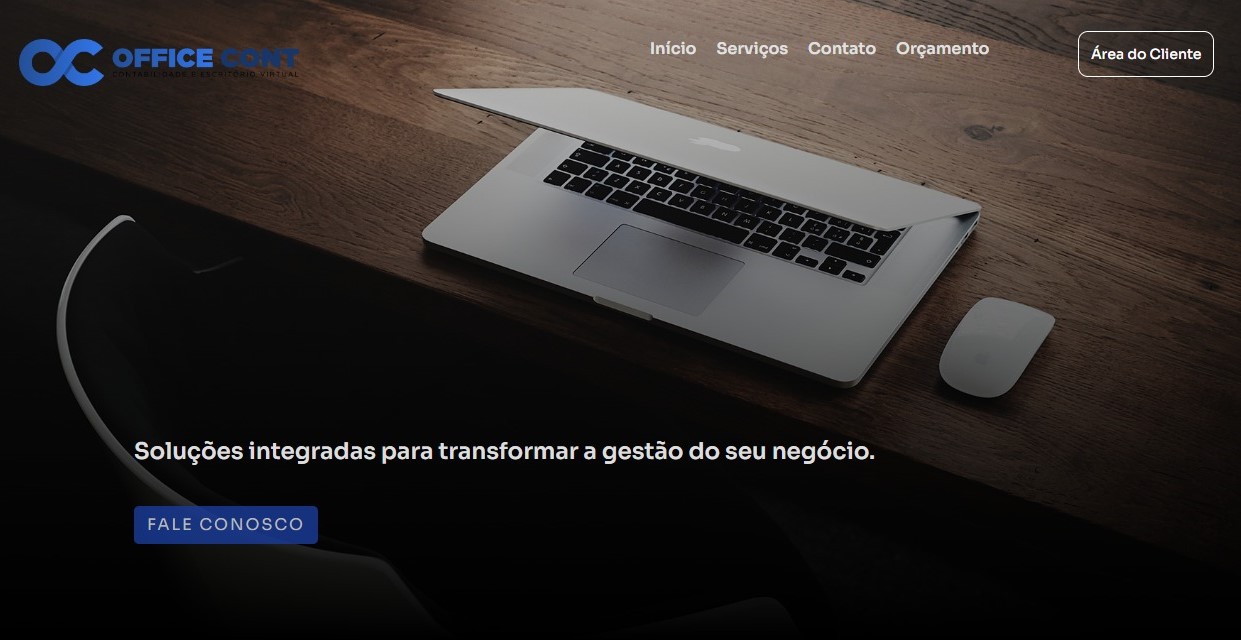 OFFICE CONT
CONTABILIDADE E ESCRITÓRIO VIRTUAL
Início Serviços Contato Orçamento
Área do Cliente
Soluções integradas para transformar a gestão do seu negócio.
FALE CONOSCO